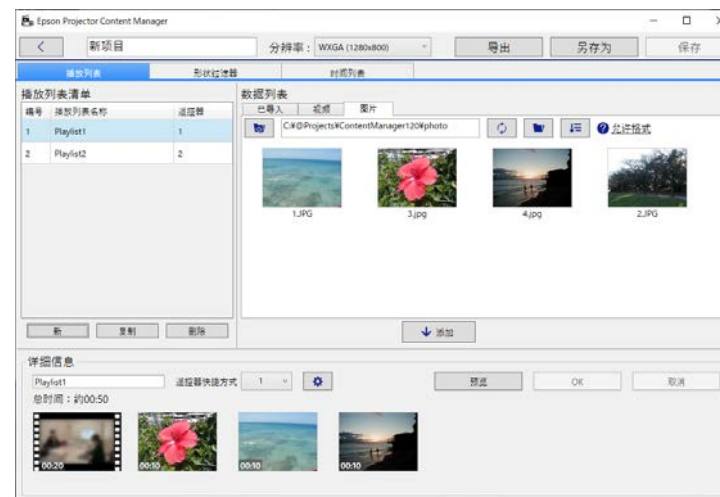 Epson Projector Content Manager
新项目 分辨率： WXGA (1280x800) 导出 另存为 保存
播放列表 形状过滤器 时间列表
播放列表清单 数据列表
编号 播放列表名称 遥控器 已导入 视频 图片
C:¥@Projects¥ContentManager120¥photo 允许格式
1 Playlist1 1
2 Playlist2 2
1.JPG 3.jpg 4.jpg 2.JPG
新 复制 删除 添加
详细信息
Playlist1 遥控器快捷方式 1 预览 OK 取消
总时间：约00:50
00:20 00:10 00:10 00:10